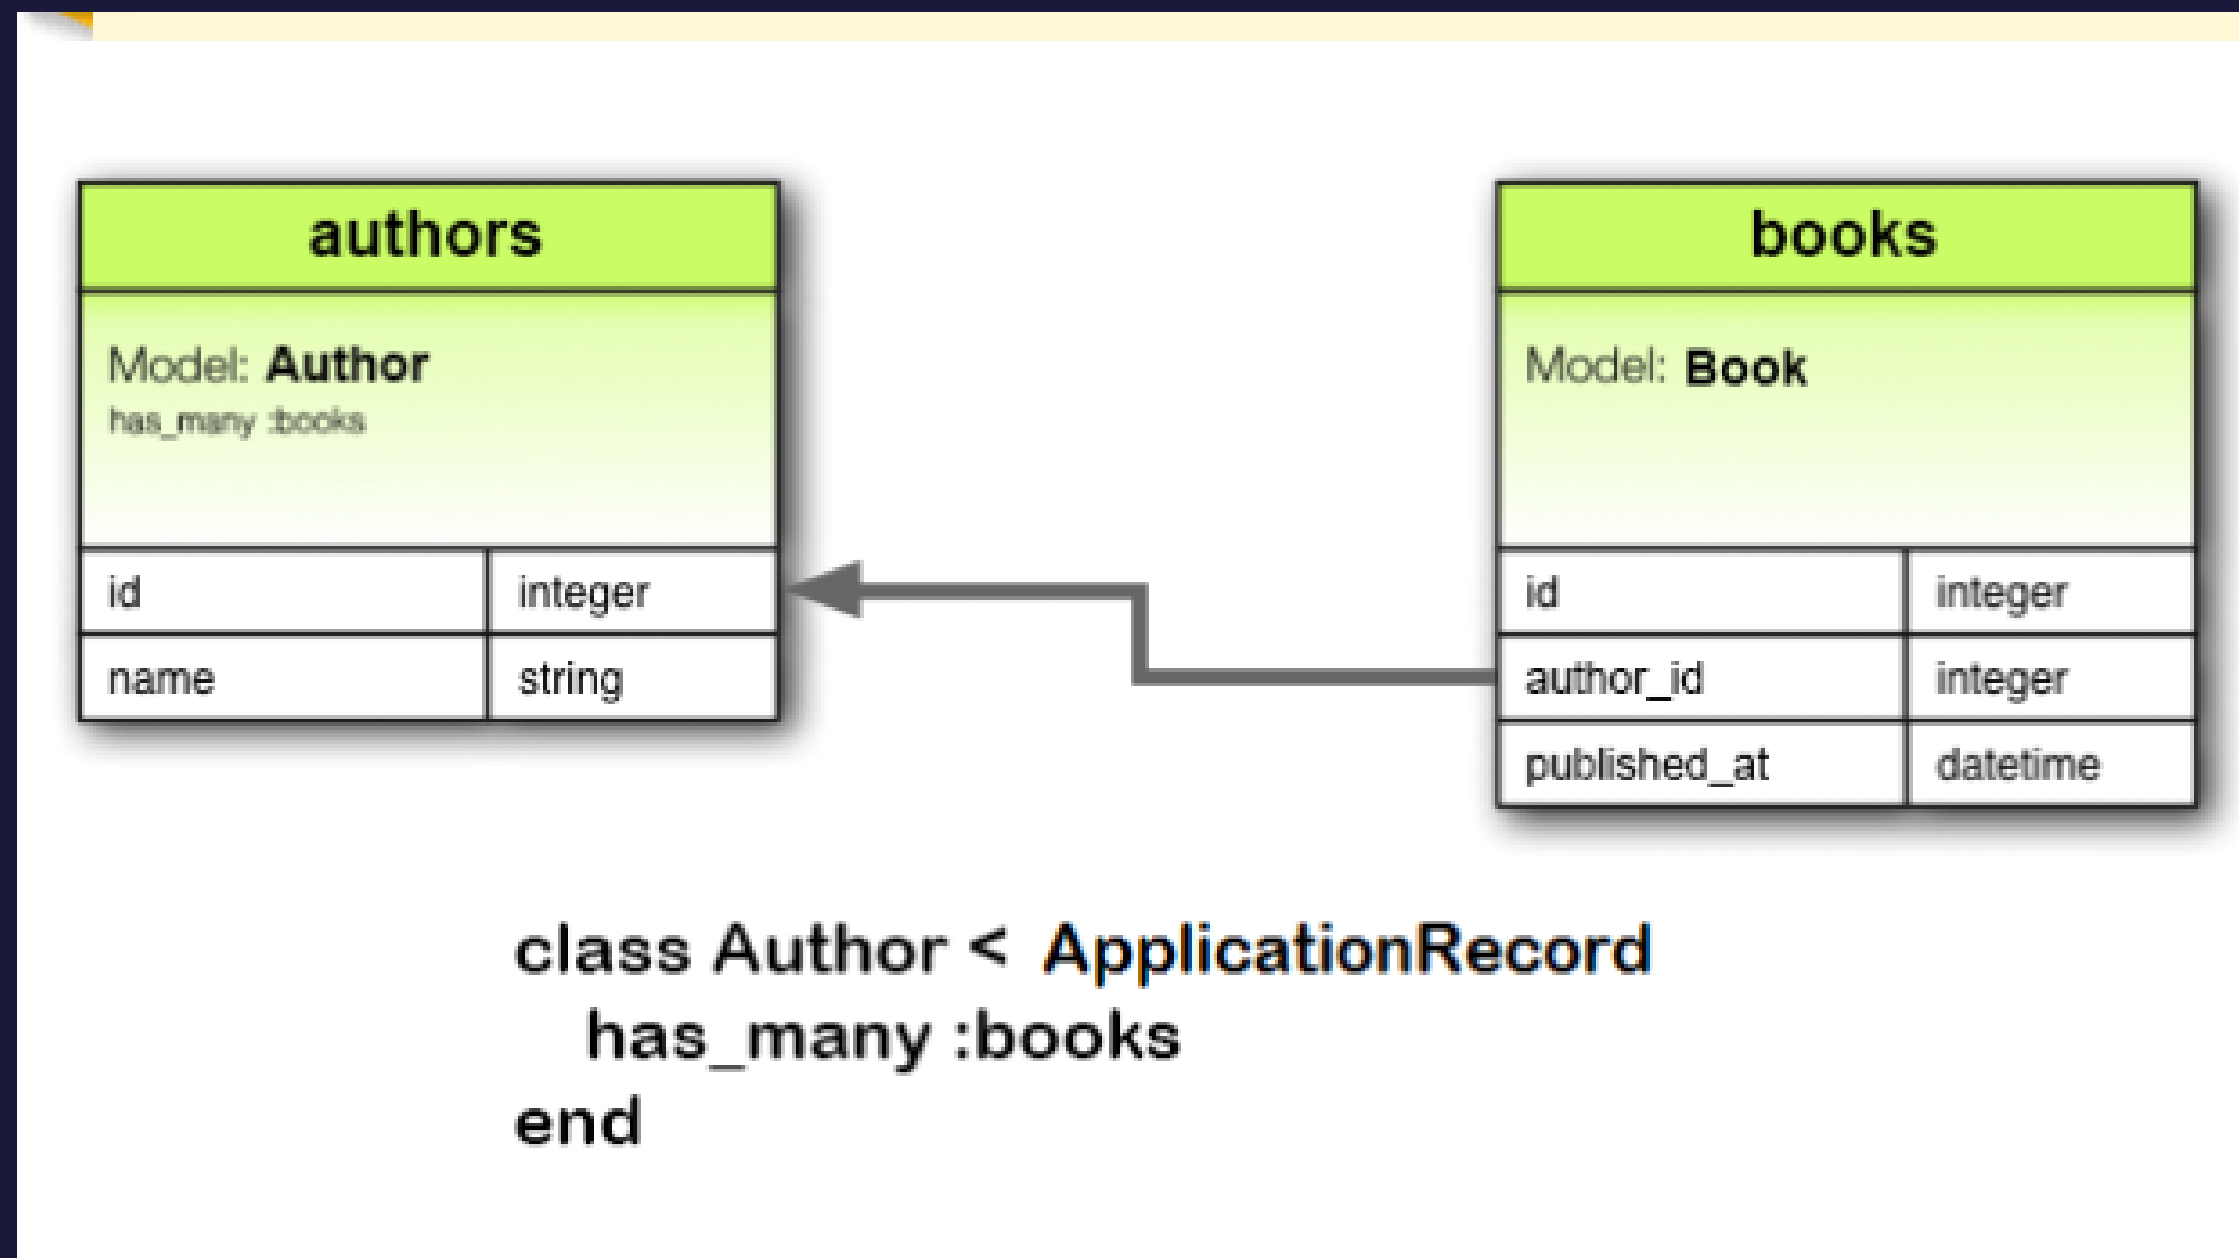 authors
Model: Author
has_many :books
id integer
name string
books
Model: Book
id integer
author_id integer
published_at datetime
class Author < ApplicationRecord
has_many :books
end